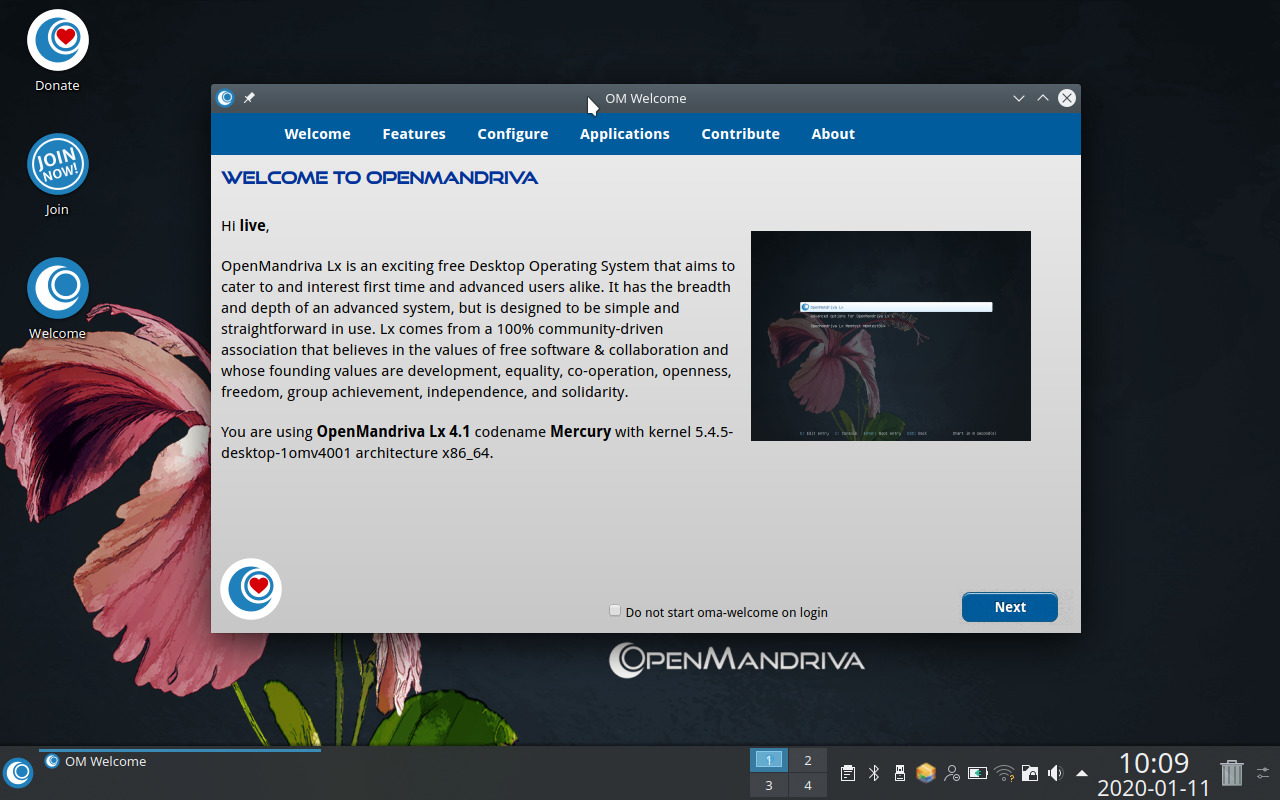 Donate
JOIN
NOW!
Join
Welcome
OM Welcome
Welcome Features Configure Applications Contribute About
WELCOME TO OPENMANDRIVA
Hi live,
OpenMandriva Lx is an exciting free Desktop Operating System that aims to
cater to and interest first time and advanced users alike. It has the breadth
and depth of an advanced system, but is designed to be simple and
straightforward in use. Lx comes from a 100% community-driven
association that believes in the values of free software & collaboration and
whose founding values are development, equality, co-operation, openness,
freedom, group achievement, independence, and solidarity.
You are using OpenMandriva Lx 4.1 codename Mercury with kernel 5.4.5-
desktop-1omv4001 architecture x86_64.
OpenMandriva Lx
Advanced options for OpenMandriva Lx
Do not start oma-welcome on login
Next
OPENMANDRIVA
OM Welcome
1 2
3 4
10:09
2020-01-11